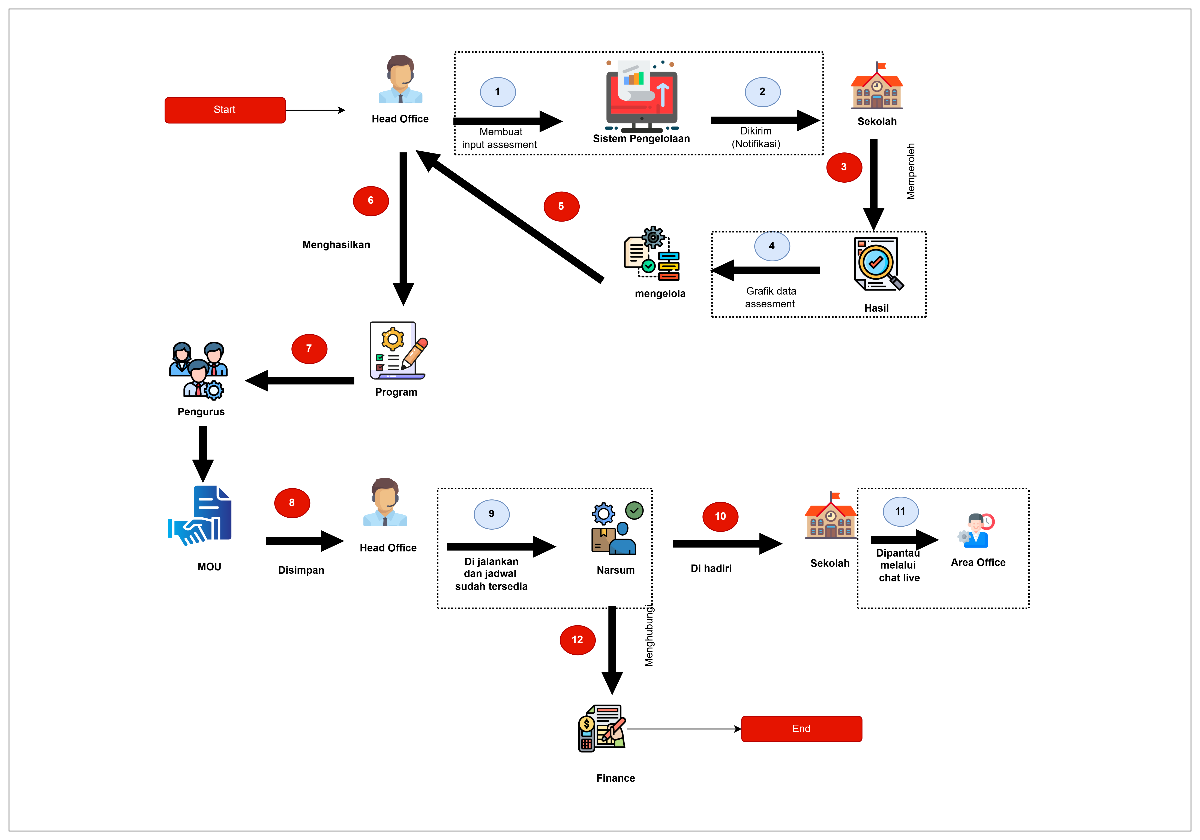 Start
Head Office
1
Membuat
input assesment
Sistem Pengelolaan
2
Dikirim
(Notifikasi)
Sekolah
3
Memperoleh
6
Menghasilkan
5
mengelola
4
Grafik data
assesment
Hasil
7
Program
Pengurus
MOU
8
Disimpan
Head Office
9
Di jalankan
dan jadwal
sudah tersedia
Narsum
10
Di hadiri
Sekolah
11
Dipantau
melalui
chat live
Area Office
12
Menghubungi
Finance
End